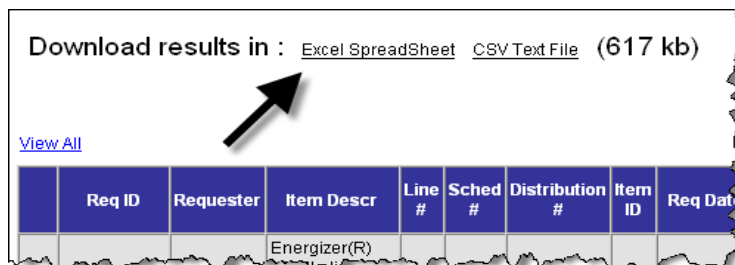 Download results in : Excel SpreadSheet CSV Text File (617 kb)
View All
Req ID Requester Item Descr Line # Sched # Distribution # Item ID Req Date
Energizer(R)